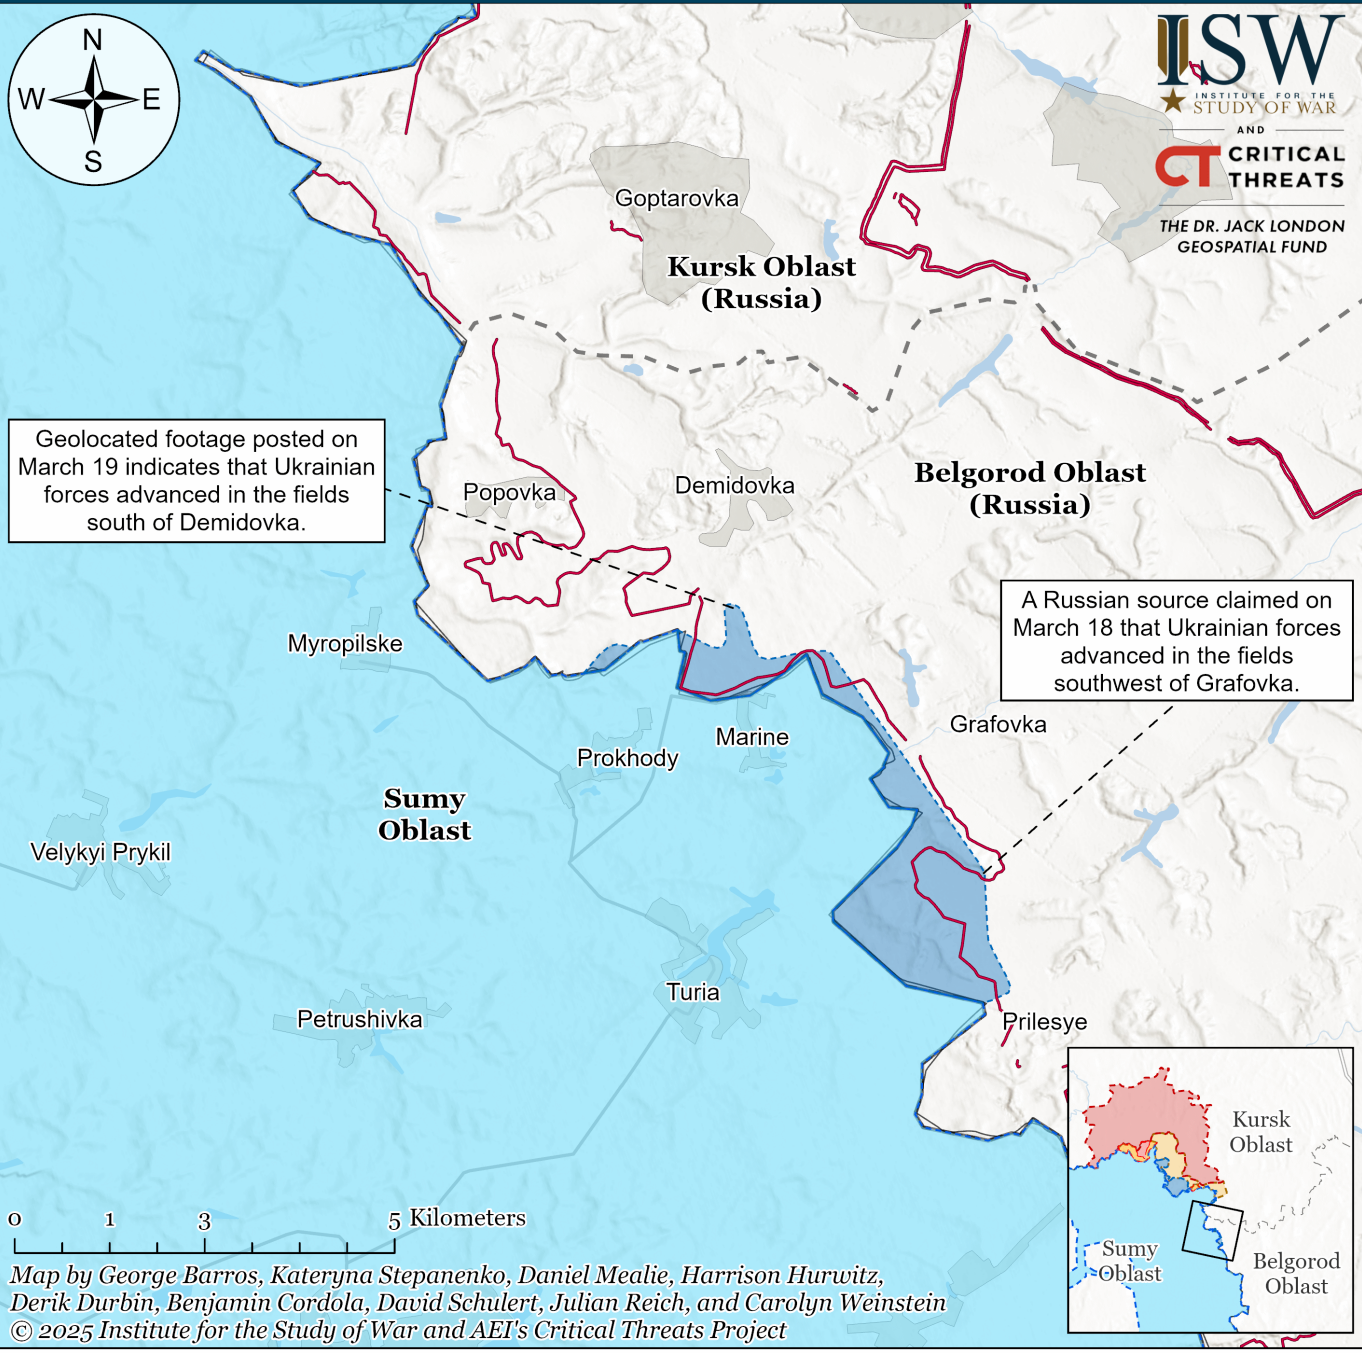 N
W E
S
ISW
INSTITUTE FOR THE
STUDY OF WAR
AND
CT CRITICAL
THREATS
THE DR. JACK LONDON
GEOSPATIAL FUND
Goptarovka
Kursk Oblast
(Russia)
Geolocated footage posted on
March 19 indicates that Ukrainian
forces advanced in the fields
south of Demidovka.
Popovka
Demidovka
Belgorod Oblast
(Russia)
A Russian source claimed on
March 18 that Ukrainian forces
advanced in the fields
southwest of Grafovka.
Myropilske
Grafovka
Marine
Prokhody
Sumy
Oblast
Velykyi Prykil
Turia
Petrushivka
Prilesye
Kursk
Oblast
Sumy
Oblast
Belgorod
Oblast
0 1 3 5 Kilometers
Map by George Barros, Kateryna Stepanenko, Daniel Mealie, Harrison Hurwitz,
Derik Durbin, Benjamin Cordola, David Schulert, Julian Reich, and Carolyn Weinstein
© 2025 Institute for the Study of War and AEI's Critical Threats Project